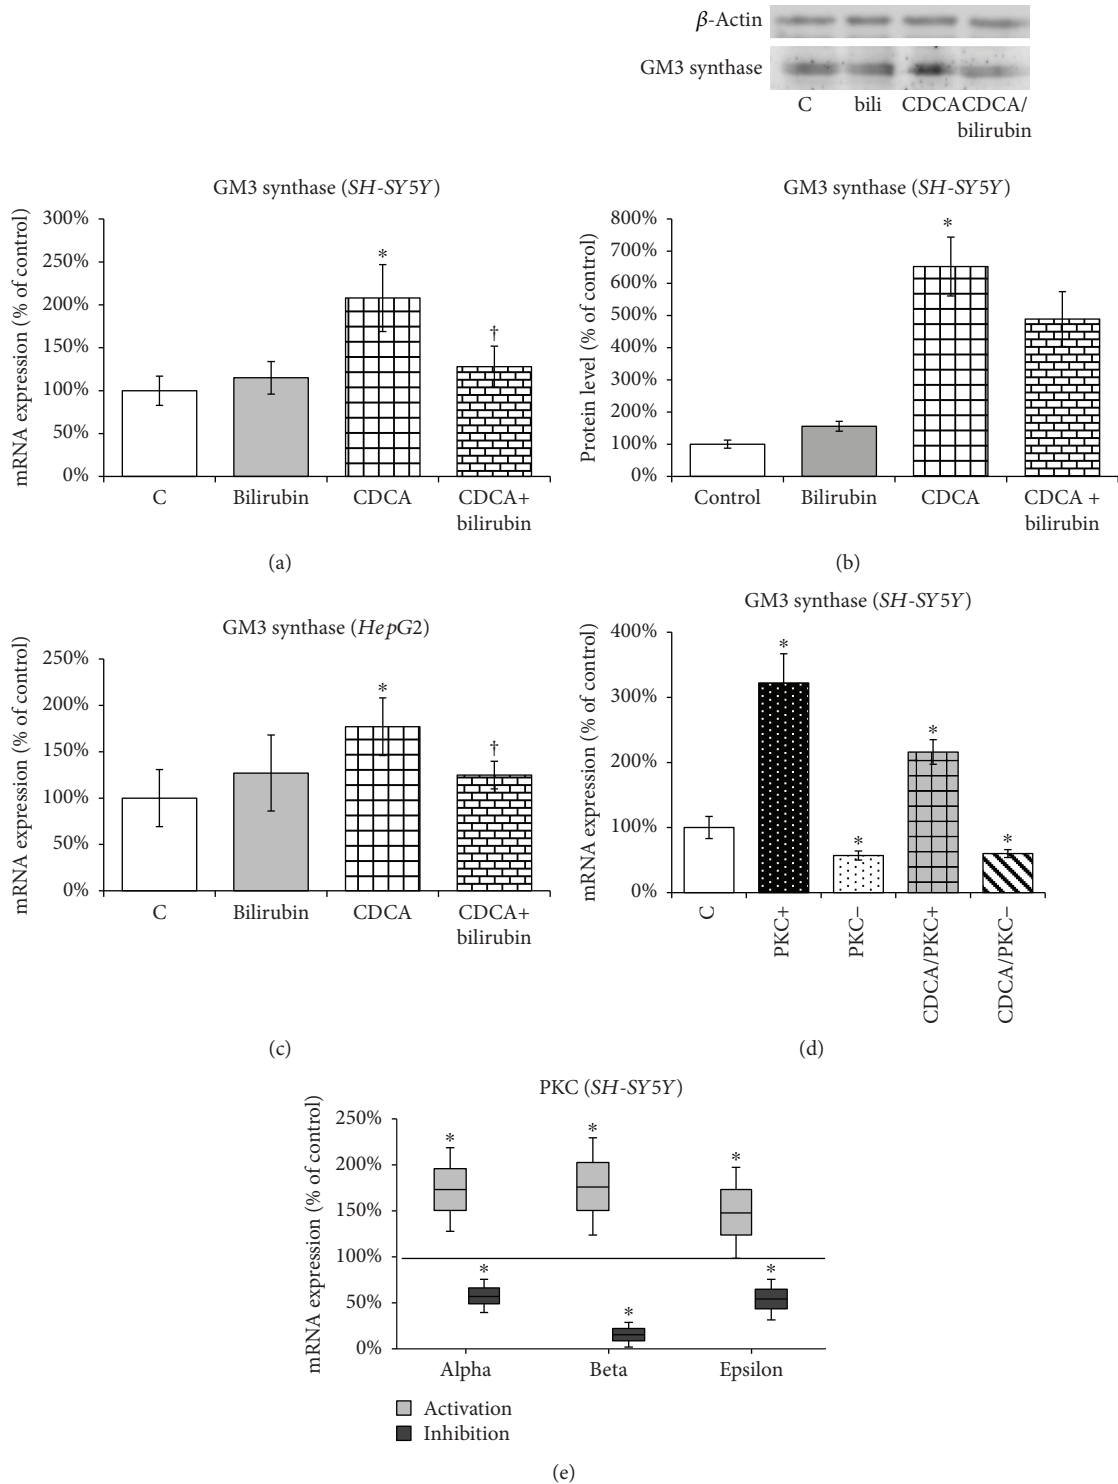 β-Actin
GM3 synthase
C bili CDCA CDCA/
bilirubin
GM3 synthase (SH-SY5Y)
mRNA expression (% of control)
300%
250%
200%
150%
100%
50%
0%
*
†
C Bilirubin CDCA CDCA+
bilirubin
(a)
GM3 synthase (SH-SY5Y)
Protein level (% of control)
800%
700%
600%
500%
400%
300%
200%
100%
0%
*
Control Bilirubin CDCA CDCA +
bilirubin
(b)
GM3 synthase (HepG2)
mRNA expression (% of control)
250%
200%
150%
100%
50%
0%
*
†
C Bilirubin CDCA CDCA+
bilirubin
(c)
GM3 synthase (SH-SY5Y)
mRNA expression (% of control)
400%
300%
200%
100%
0%
*
*
*
*
C
PKC+
PKC−
CDCA/PKC+
CDCA/PKC−
(d)
PKC (SH-SY5Y)
mRNA expression (% of control)
250%
200%
150%
100%
50%
0%
* * *
* * *
Alpha Beta Epsilon
Activation
Inhibition
(e)